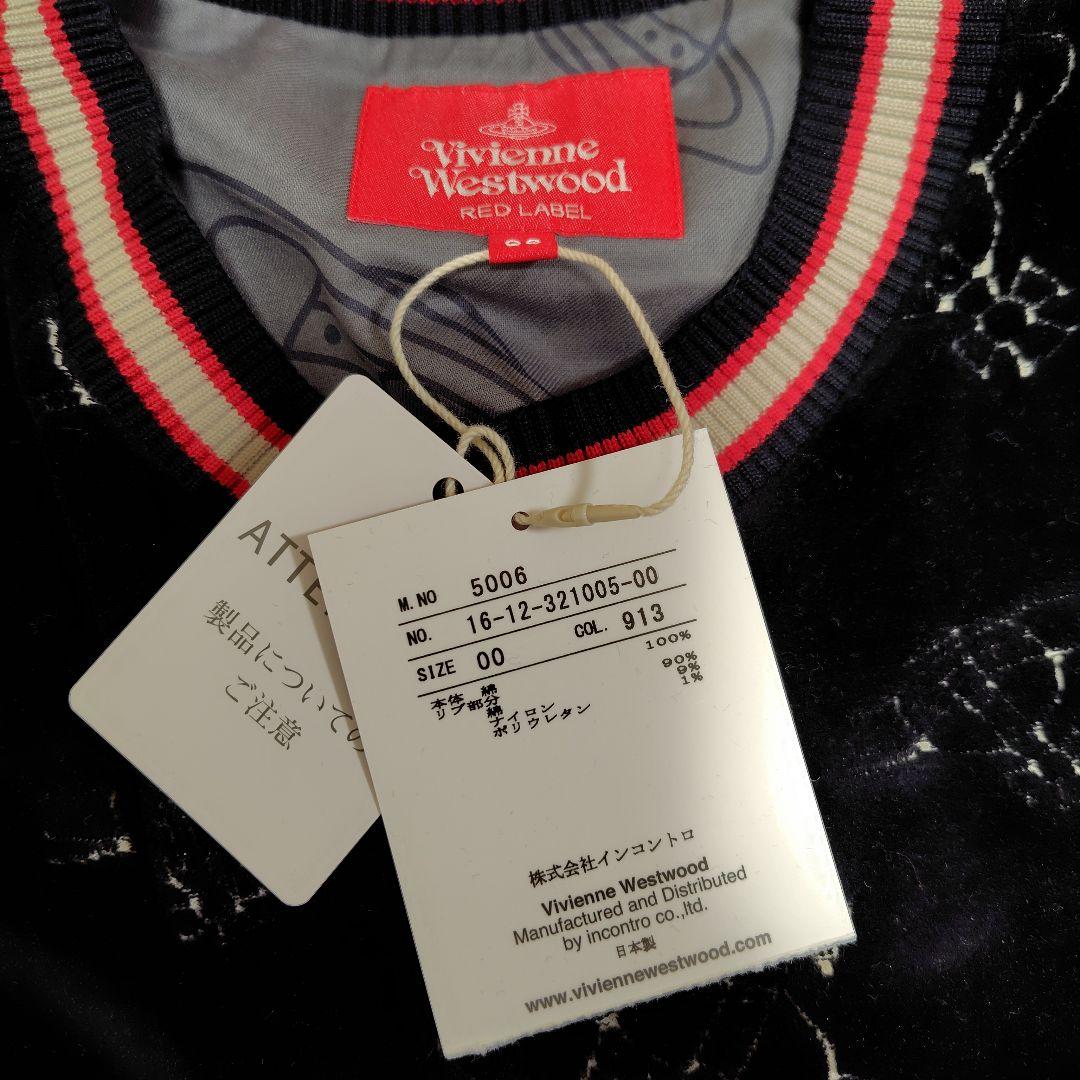 Vivienne
Westwood
RED LABEL
00
ATTE
製品についての
ご注意
M.NO 5006
NO. 16-12-321005-00
SIZE 00 COL. 913
本体 綿 100%
リブ部分
綿 90%
ナイロン 9%
ポリウレタン 1%
株式会社インコントロ
Vivienne Westwood
Manufactured and Distributed
by incontro co.,ltd.
日本製
www.viviennewestwood.com